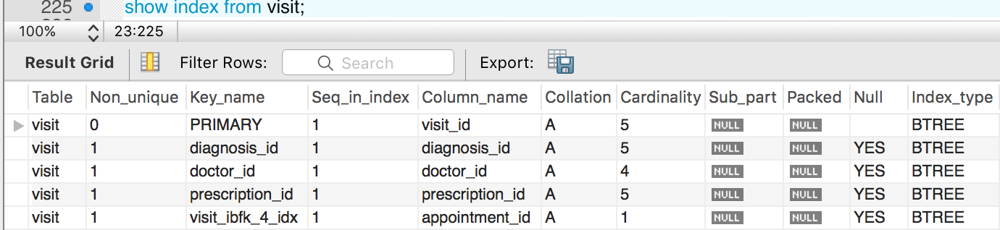 225 show index from visit;
100% 23:225
Result Grid Filter Rows: Search Export:
Table Non_unique Key_name Seq_in_index Column_name Collation Cardinality Sub_part Packed Null Index_type
visit 0 PRIMARY 1 visit_id A 5 NULL NULL BTREE
visit 1 diagnosis_id 1 diagnosis_id A 5 NULL NULL YES BTREE
visit 1 doctor_id 1 doctor_id A 4 NULL NULL YES BTREE
visit 1 prescription_id 1 prescription_id A 5 NULL NULL YES BTREE
visit 1 visit_ibfk_4_idx 1 appointment_id A 1 NULL NULL YES BTREE